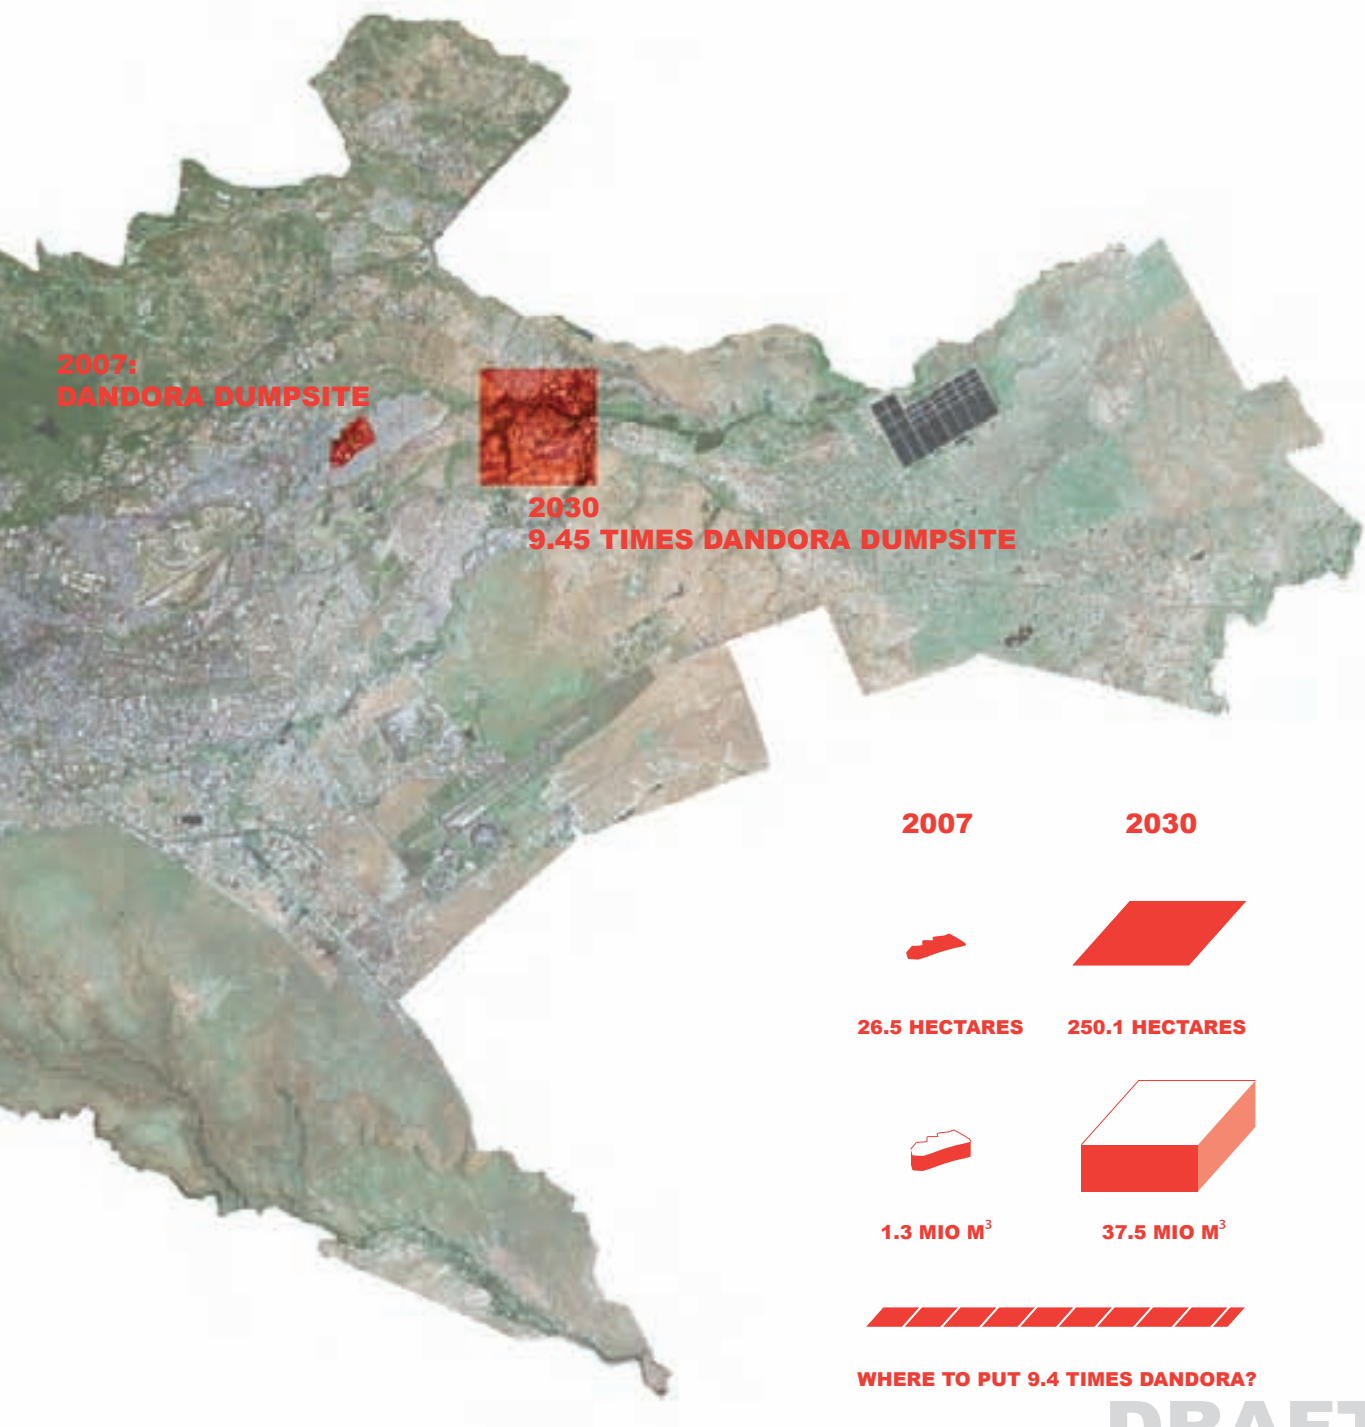 2007:
DANDORA DUMPSITE
2030
9.45 TIMES DANDORA DUMPSITE
2007 2030
26.5 HECTARES 250.1 HECTARES
1.3 MIO M³ 37.5 MIO M³
WHERE TO PUT 9.4 TIMES DANDORA?
DRAFT